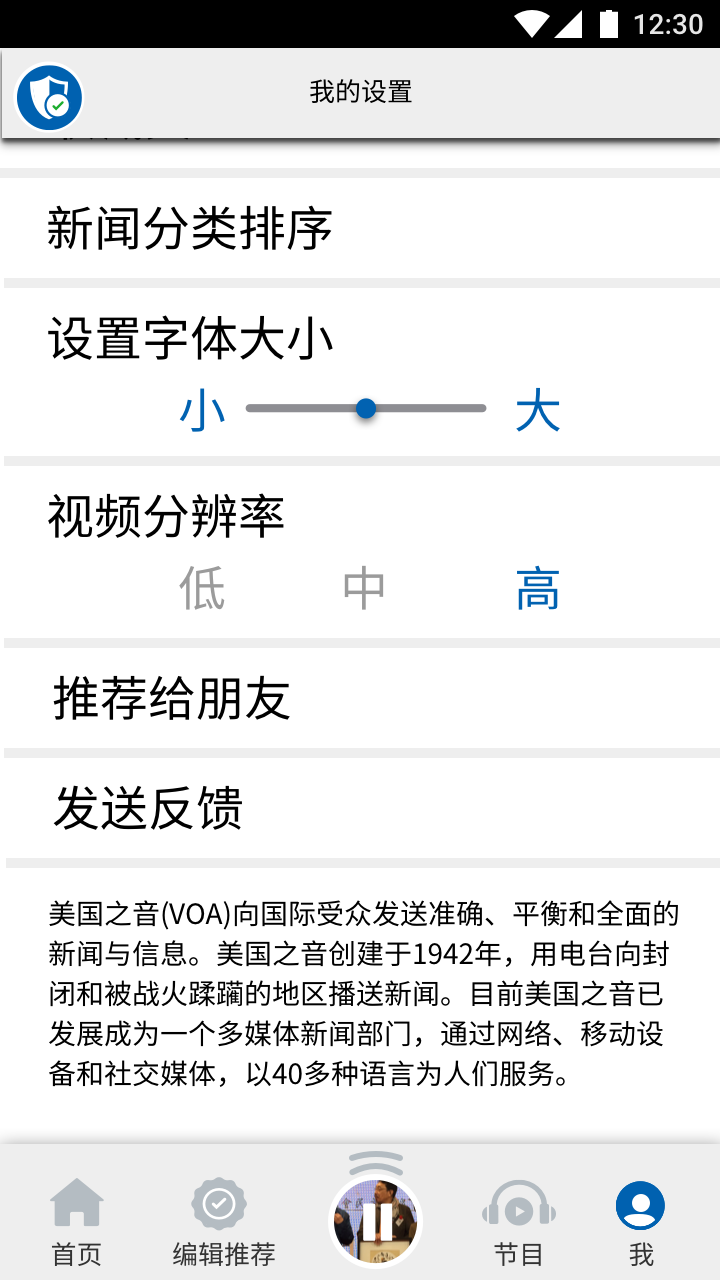 12:30
我的设置
新闻分类排序
设置字体大小
小 大
视频分辨率
低 中 高
推荐给朋友
发送反馈
美国之音(VOA)向国际受众发送准确、平衡和全面的
新闻与信息。美国之音创建于1942年，用电台向封
闭和被战火蹂躏的地区播送新闻。目前美国之音已
发展成为一个多媒体新闻部门，通过网络、移动设
备和社交媒体，以40多种语言为人们服务。
首页 编辑推荐 节目 我